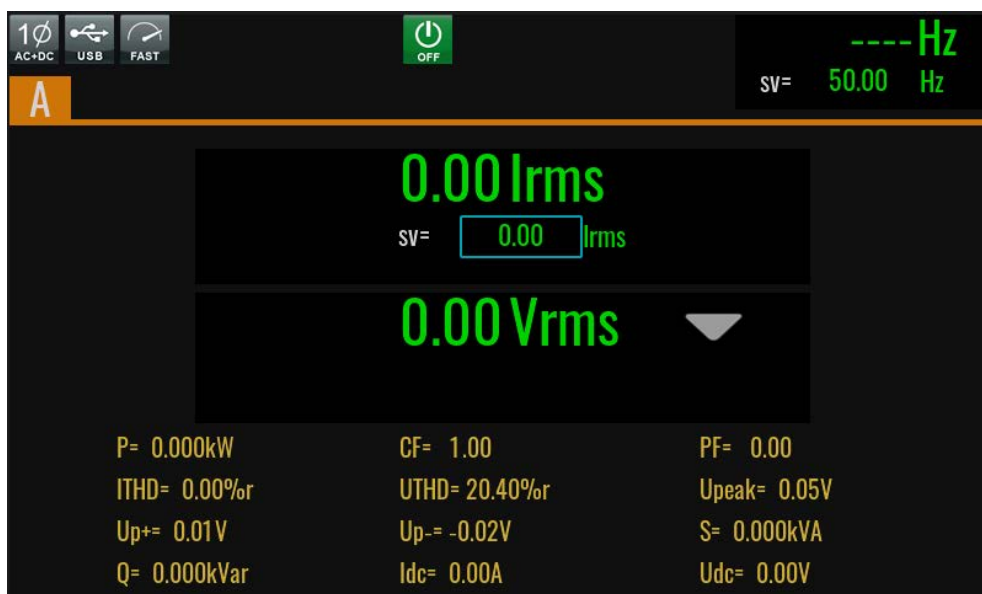 1Ø
AC+DC
USB
FAST
OFF
----Hz
SV= 50.00 Hz
A
0.00 Irms
SV= 0.00 Irms
0.00 Vrms
P= 0.000kW CF= 1.00 PF= 0.00
ITHD= 0.00%r UTHD= 20.40%r Upeak= 0.05V
Up+= 0.01V Up-= -0.02V S= 0.000kVA
Q= 0.000kVar Idc= 0.00A Udc= 0.00V